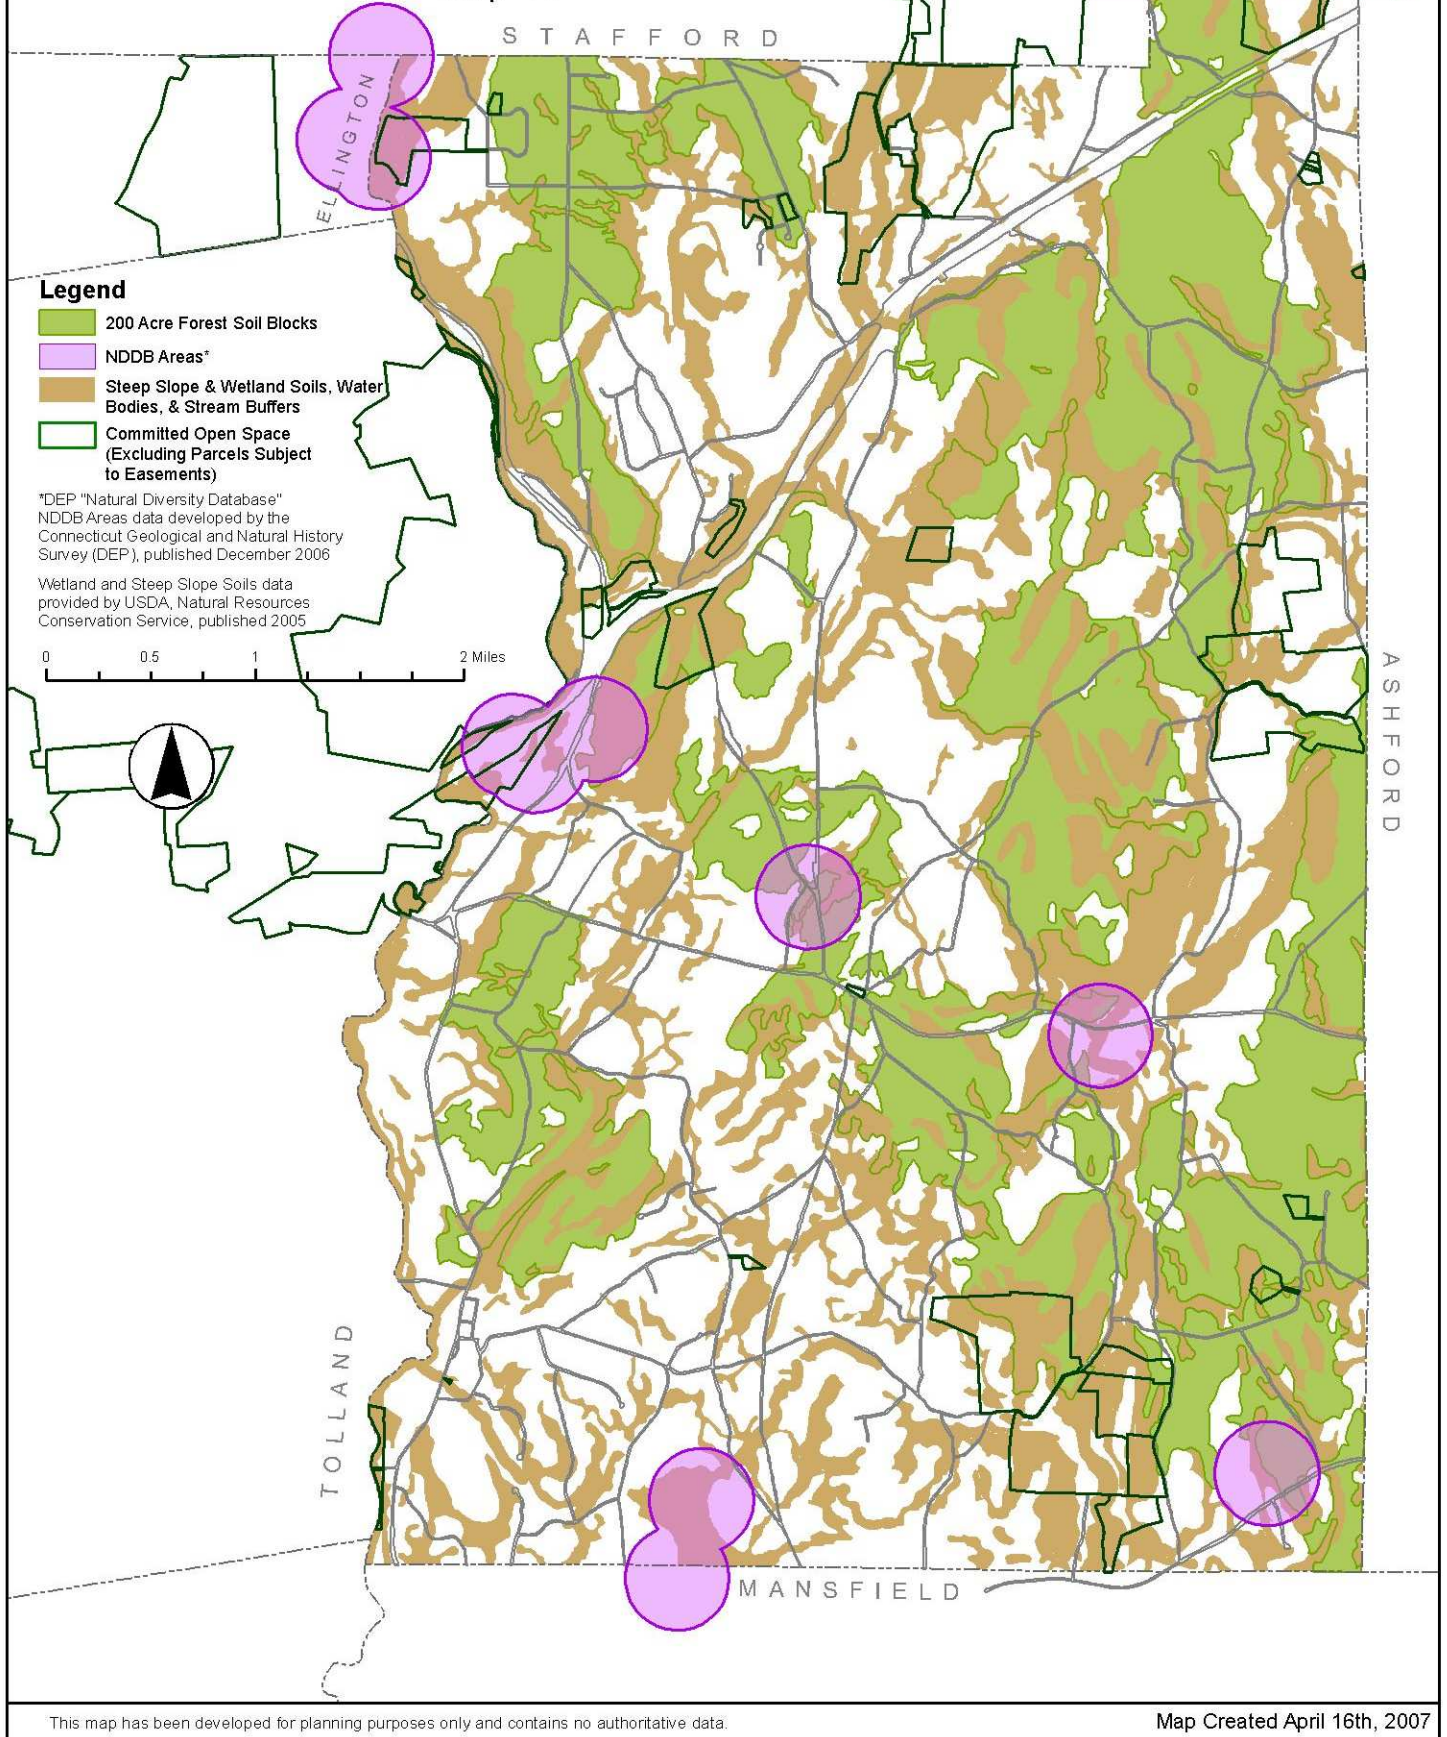 STAFFORD
ELLINGTON
Legend
200 Acre Forest Soil Blocks
NDDB Areas*
Steep Slope & Wetland Soils, Water
Bodies, & Stream Buffers
Committed Open Space
(Excluding Parcels Subject
to Easements)
*DEP "Natural Diversity Database"
NDDB Areas data developed by the
Connecticut Geological and Natural History
Survey (DEP), published December 2006
Wetland and Steep Slope Soils data
provided by USDA, Natural Resources
Conservation Service, published 2005
0 0.5 1 2 Miles
ASHFORD
TOLLAND
MANSFIELD
This map has been developed for planning purposes only and contains no authoritative data.
Map Created April 16th, 2007